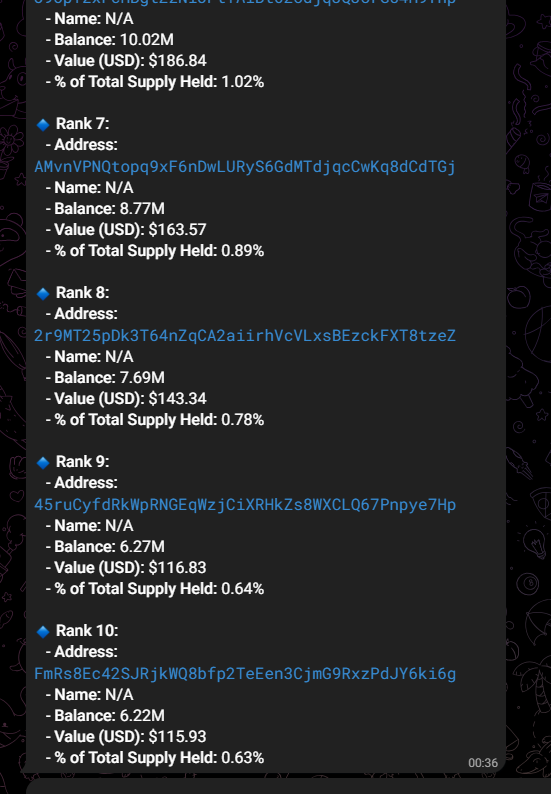 - Name: N/A
- Balance: 10.02M
- Value (USD): $186.84
- % of Total Supply Held: 1.02%
Rank 7:
- Address:
AMvnVPNQtopq9xF6nDwLURyS6GdMTdjqcCwKq8dCdTGj
- Name: N/A
- Balance: 8.77M
- Value (USD): $163.57
- % of Total Supply Held: 0.89%
Rank 8:
- Address:
2r9MT25pDk3T64nZqCA2aiirhVcVLxsBEzckFXT8tzeZ
- Name: N/A
- Balance: 7.69M
- Value (USD): $143.34
- % of Total Supply Held: 0.78%
Rank 9:
- Address:
45ruCyfdRkWpRNGEqWzjCiXRHkZs8WXCLQ67Pnpye7Hp
- Name: N/A
- Balance: 6.27M
- Value (USD): $116.83
- % of Total Supply Held: 0.64%
Rank 10:
- Address:
FmRs8Ec42SJRjkWQ8bfp2TeEen3CjmG9RxzPdJY6ki6g
- Name: N/A
- Balance: 6.22M
- Value (USD): $115.93
- % of Total Supply Held: 0.63%
00:36